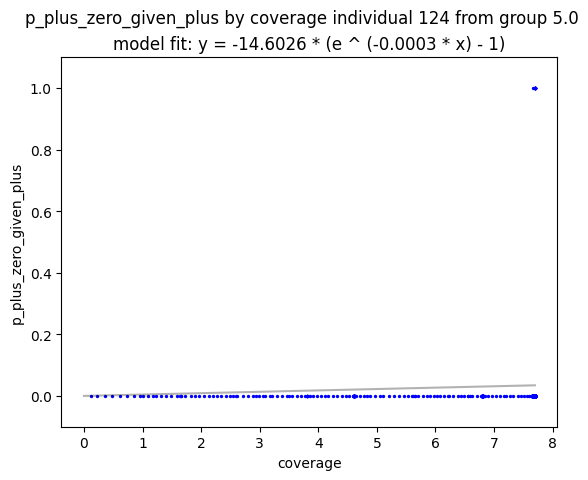 p_plus_zero_given_plus by coverage individual 124 from group 5.0
model fit: y = -14.6026 * (e ^ (-0.0003 * x) - 1)
1.0
0.8
0.6
0.4
0.2
0.0
p_plus_zero_given_plus
0 1 2 3 4 5 6 7 8
coverage